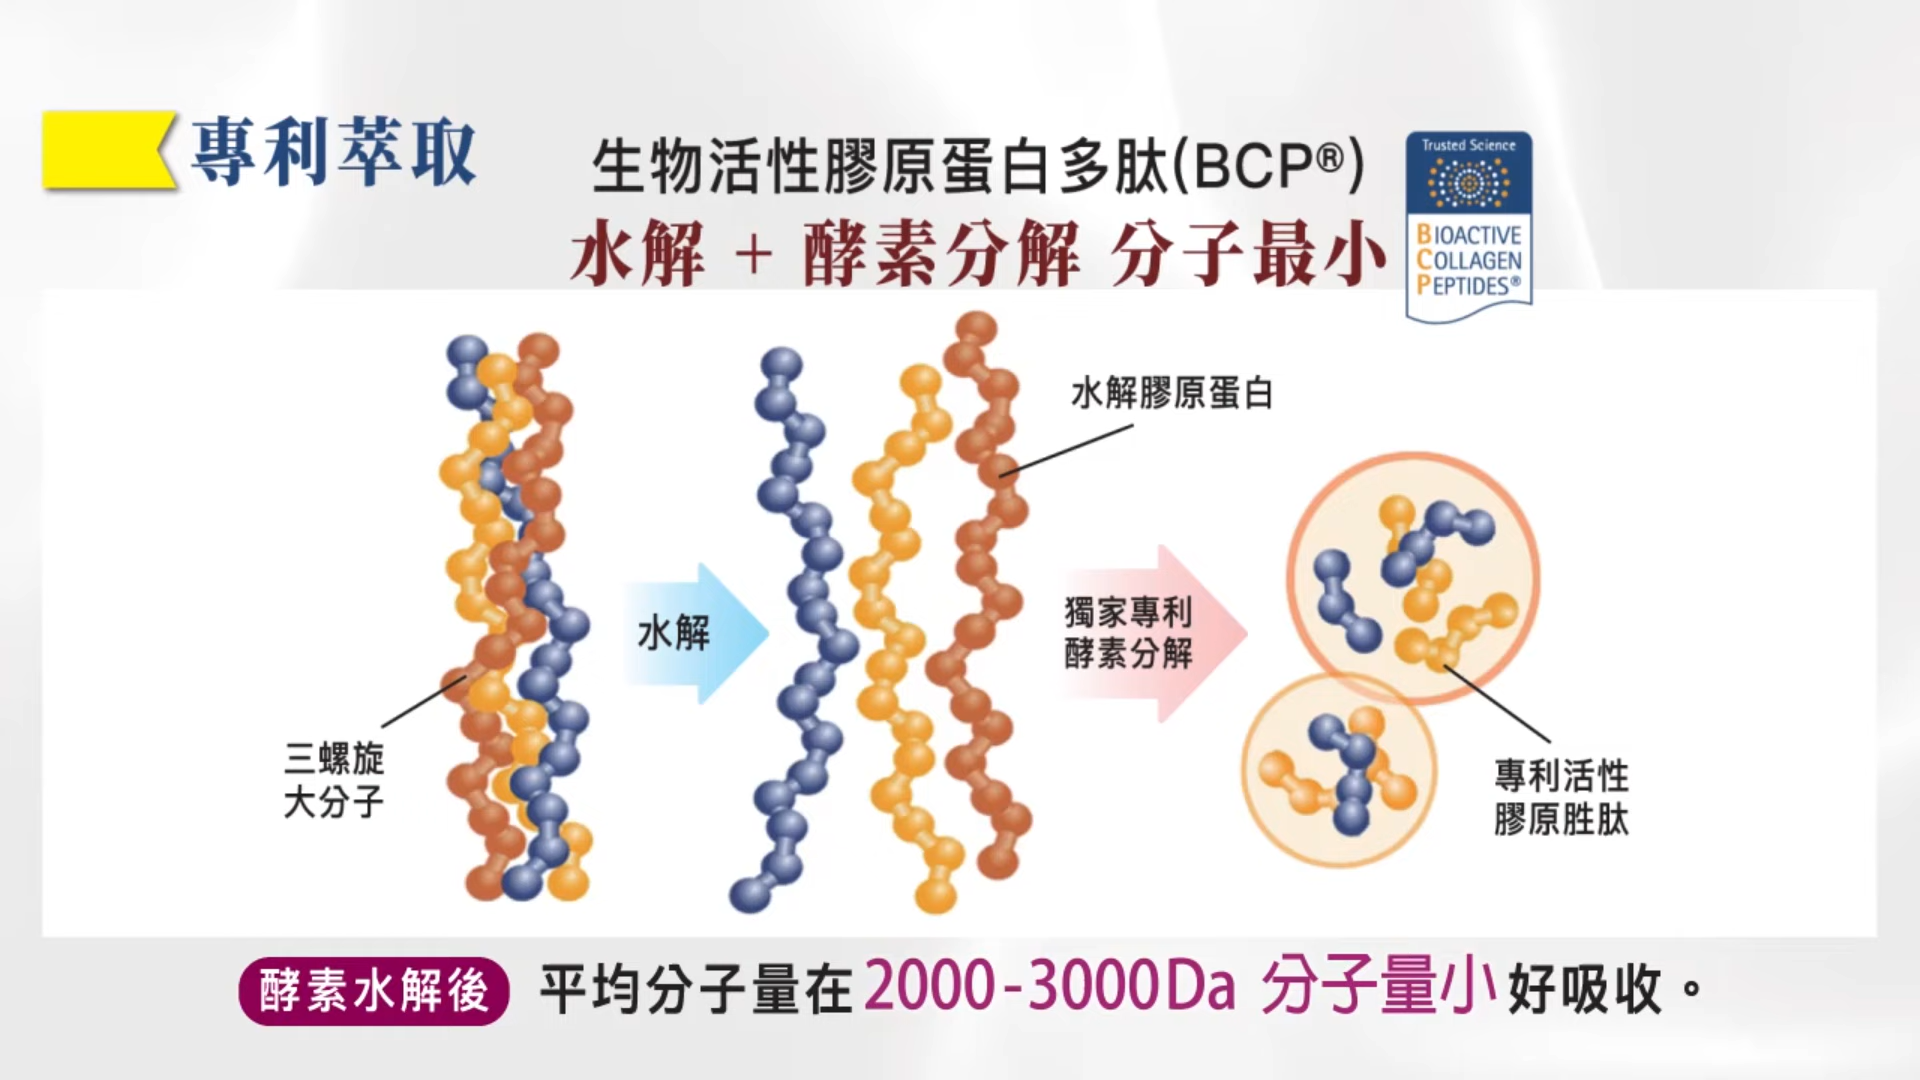 專利萃取
生物活性膠原蛋白多肽(BCP®)
水解 + 酵素分解 分子最小
Trusted Science
BIOACTIVE
COLLAGEN
PEPTIDES®
水解膠原蛋白
水解
獨家專利
酵素分解
三螺旋
大分子
專利活性
膠原胜肽
酵素水解後 平均分子量在2000-3000Da 分子量小好吸收。